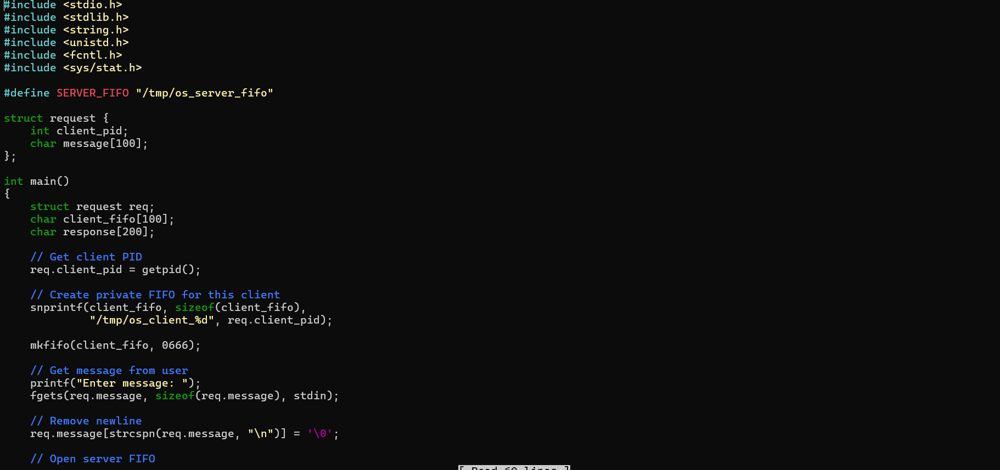 #include <stdio.h>
#include <stdlib.h>
#include <string.h>
#include <unistd.h>
#include <fcntl.h>
#include <sys/stat.h>

#define SERVER_FIFO "/tmp/os_server_fifo"

struct request {
    int client_pid;
    char message[100];
};

int main()
{
    struct request req;
    char client_fifo[100];
    char response[200];

    // Get client PID
    req.client_pid = getpid();

    // Create private FIFO for this client
    snprintf(client_fifo, sizeof(client_fifo),
             "/tmp/os_client_%d", req.client_pid);

    mkfifo(client_fifo, 0666);

    // Get message from user
    printf("Enter message: ");
    fgets(req.message, sizeof(req.message), stdin);

    // Remove newline
    req.message[strcspn(req.message, "\n")] = '\0';

    // Open server FIFO
[ Read lines ]